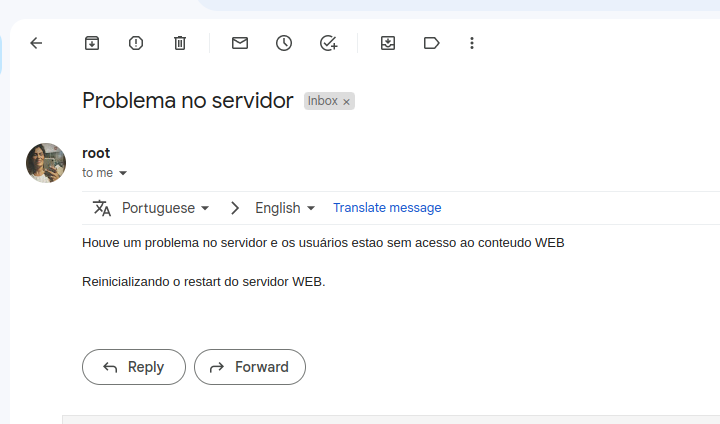 Problema no servidor Inbox ×
root
to me
Portuguese English Translate message
Houve um problema no servidor e os usuários estao sem acesso ao conteudo WEB
Reinicializando o restart do servidor WEB.
Reply Forward